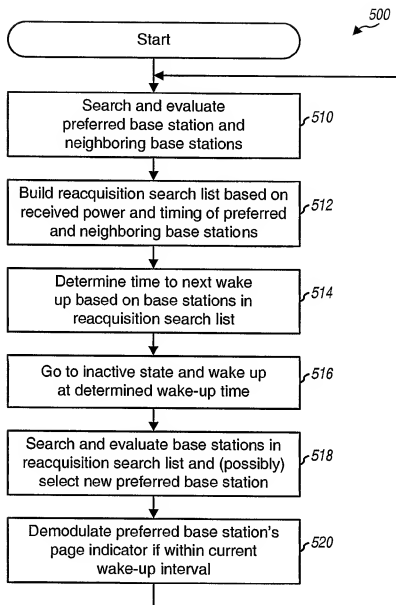 500
Start
Search and evaluate
preferred base station and
neighboring base stations
510
Build reacquisition search list based on
received power and timing of preferred
and neighboring base stations
512
Determine time to next wake
up based on base stations in
reacquisition search list
514
Go to inactive state and wake up
at determined wake-up time
516
Search and evaluate base stations in
reacquisition search list and (possibly)
select new preferred base station
518
Demodulate preferred base station's
page indicator if within current
wake-up interval
520